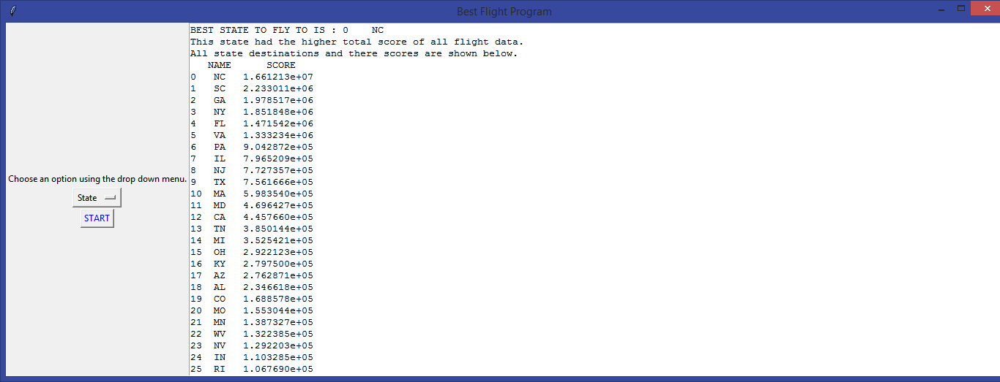 Best Flight Program
BEST STATE TO FLY TO IS : 0    NC
This state had the higher total score of all flight data.
All state destinations and there scores are shown below.
   NAME      SCORE
0   NC   1.661213e+07
1   SC   2.233011e+06
2   GA   1.978517e+06
3   NY   1.851848e+06
4   FL   1.471542e+06
5   VA   1.333234e+06
6   PA   9.042872e+05
7   IL   7.965209e+05
8   NJ   7.727357e+05
9   TX   7.561666e+05
10  MA   5.983540e+05
11  MD   4.696427e+05
12  CA   4.457660e+05
13  TN   3.850144e+05
14  MI   3.525421e+05
15  OH   2.922123e+05
16  KY   2.797500e+05
17  AZ   2.762871e+05
18  AL   2.346618e+05
19  CO   1.688578e+05
20  MO   1.553044e+05
21  MN   1.387327e+05
22  WV   1.322385e+05
23  NV   1.292203e+05
24  IN   1.103285e+05
25  RI   1.067690e+05
Choose an option using the drop down menu.
State
START